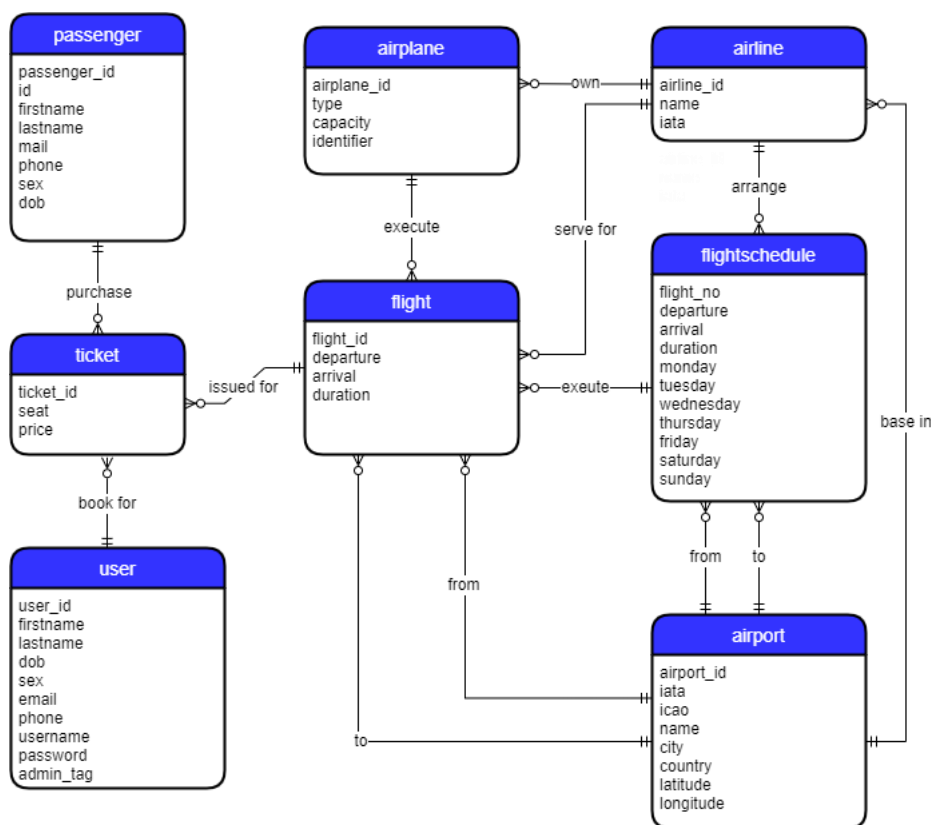 passenger
passenger_id
id
firstname
lastname
mail
phone
sex
dob
airplane
airplane_id
type
capacity
identifier
own
airline
airline_id
name
iata
execute
serve for
arrange
purchase
flight
flight_id
departure
arrival
duration
flightschedule
flight_no
departure
arrival
duration
monday
tuesday
wednesday
thursday
friday
saturday
sunday
ticket
ticket_id
seat
price
issued for
exeute
base in
book for
from
to
from
to
user
user_id
firstname
lastname
dob
sex
email
phone
username
password
admin_tag
airport
airport_id
iata
icao
name
city
country
latitude
longitude